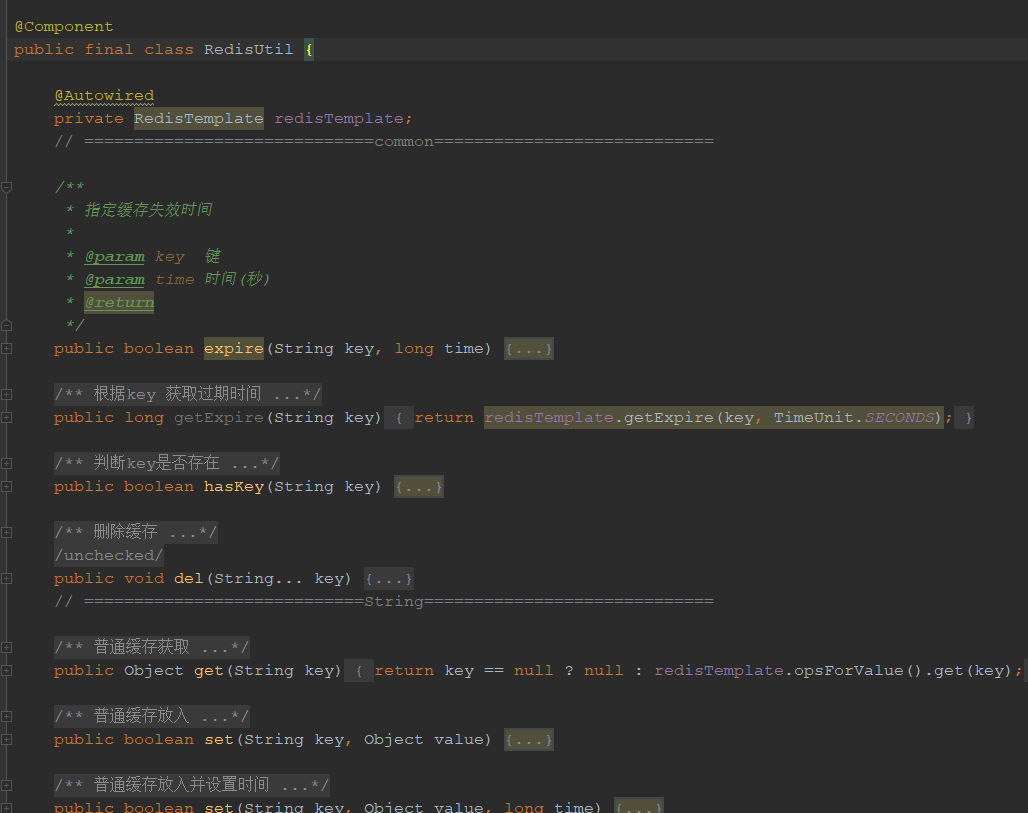 @Component
public final class RedisUtil {
@Autowired
private RedisTemplate redisTemplate;
// =============================common============================
/**
* 指定缓存失效时间
*
* @param key 键
* @param time 时间(秒)
* @return
*/
public boolean expire(String key, long time) {...}
/** 根据key 获取过期时间 ...*/
public long getExpire(String key) { return redisTemplate.getExpire(key, TimeUnit.SECONDS); }
/** 判断key是否存在 ...*/
public boolean hasKey(String key) {...}
/** 删除缓存 ...*/
/unchecked/
public void del(String... key) {...}
// ============================String=============================
/** 普通缓存获取 ...*/
public Object get(String key) { return key == null ? null : redisTemplate.opsForValue().get(key);
/** 普通缓存放入 ...*/
public boolean set(String key, Object value) {...}
/** 普通缓存放入并设置时间 ...*/
public boolean set(String key, Object value, long time) {...}